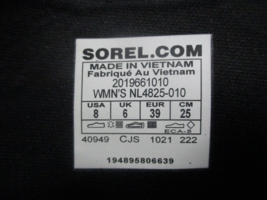 SOREL.COM
MADE IN VIETNAM
Fabriqué Au Vietnam
2019661010
WMN'S NL4825-010
USA UK EUR CM
8 6 39 25
ECA-S
40949 CJS 1021 222
194895806639